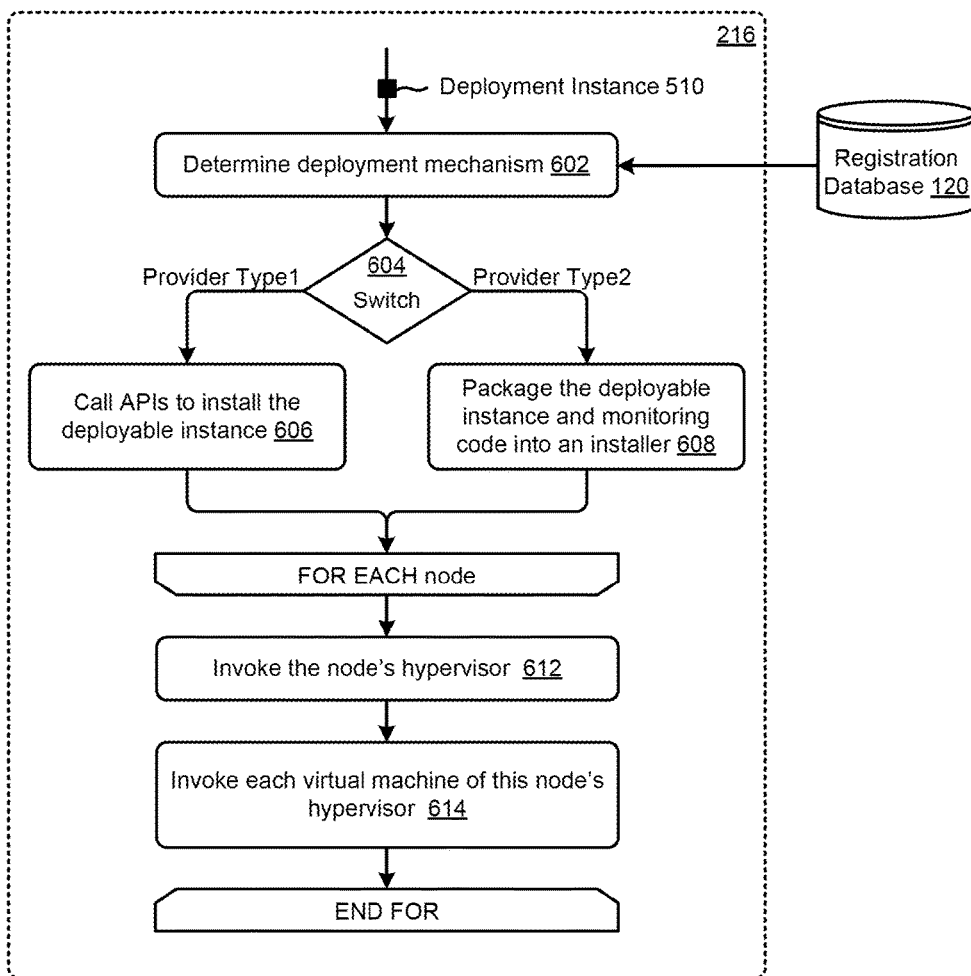 216
Deployment Instance 510
Determine deployment mechanism 602
Registration
Database 120
604
Switch
Provider Type1
Provider Type2
Call APIs to install the
deployable instance 606
Package the deployable
instance and monitoring
code into an installer 608
FOR EACH node
Invoke the node's hypervisor 612
Invoke each virtual machine of this node's
hypervisor 614
END FOR